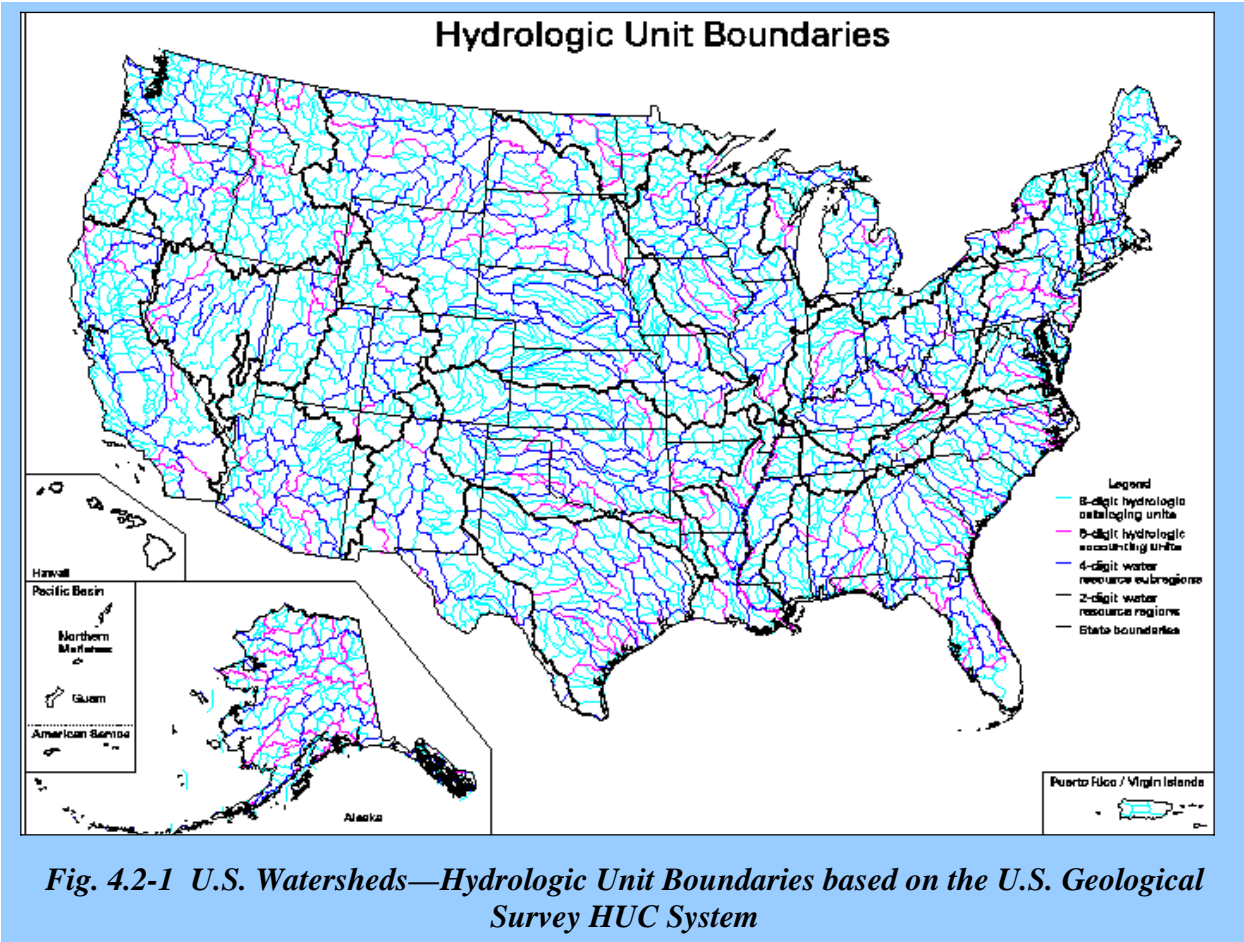 Hydrologic Unit Boundaries
Legend
8-digit hydrologic
cataloging units
6-digit hydrologic
accounting units
4-digit water
resource subregions
2-digit water
resource regions
State boundaries
Hawaii
Pacific Basin
Northern
Marianas
Guam
American Samoa
Alaska
Puerto Rico / Virgin Islands
Fig. 4.2-1 U.S. Watersheds—Hydrologic Unit Boundaries based on the U.S. Geological
Survey HUC System